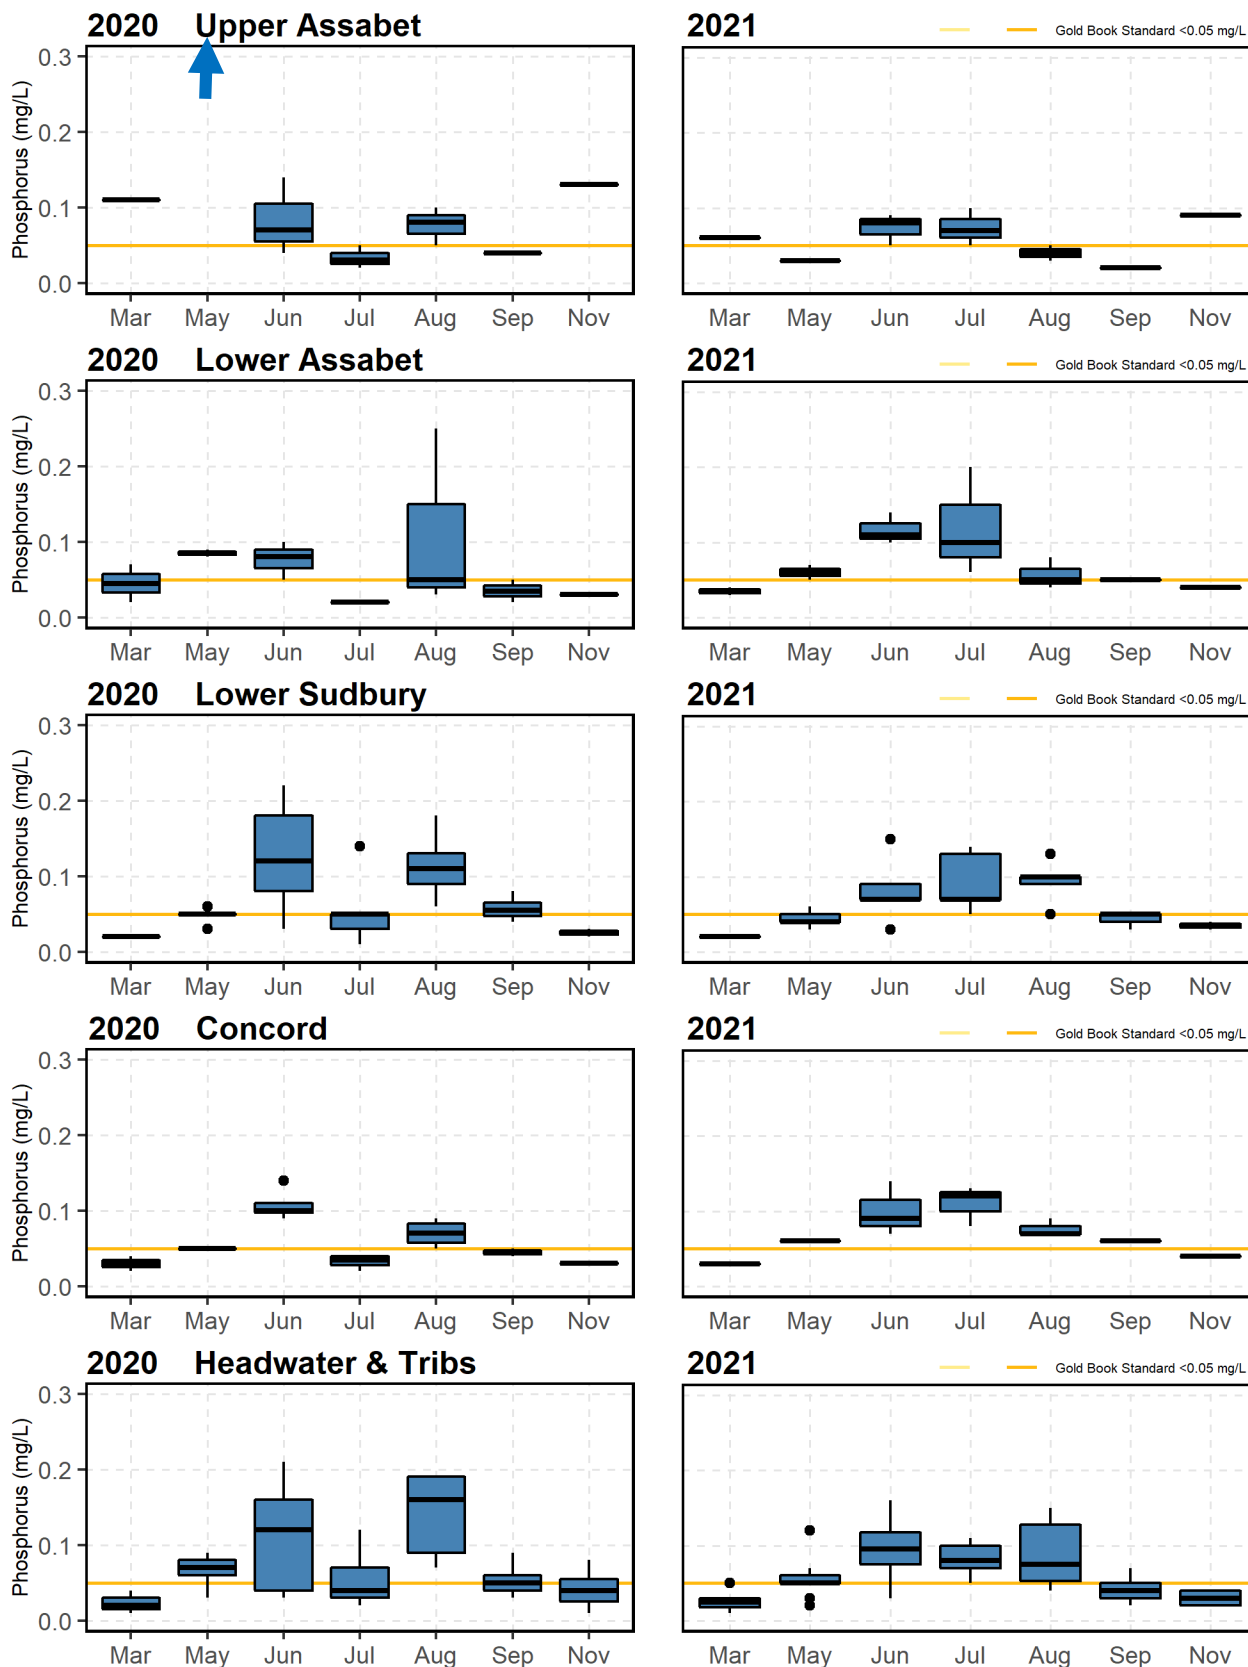 2020 Upper Assabet
2021
Gold Book Standard <0.05 mg/L
Phosphorus (mg/L)
0.3
0.2
0.1
0.0
Mar May Jun Jul Aug Sep Nov
Mar May Jun Jul Aug Sep Nov
2020 Lower Assabet
2021
Gold Book Standard <0.05 mg/L
Phosphorus (mg/L)
0.3
0.2
0.1
0.0
Mar May Jun Jul Aug Sep Nov
Mar May Jun Jul Aug Sep Nov
2020 Lower Sudbury
2021
Gold Book Standard <0.05 mg/L
Phosphorus (mg/L)
0.3
0.2
0.1
0.0
Mar May Jun Jul Aug Sep Nov
Mar May Jun Jul Aug Sep Nov
2020 Concord
2021
Gold Book Standard <0.05 mg/L
Phosphorus (mg/L)
0.3
0.2
0.1
0.0
Mar May Jun Jul Aug Sep Nov
Mar May Jun Jul Aug Sep Nov
2020 Headwater & Tribs
2021
Gold Book Standard <0.05 mg/L
Phosphorus (mg/L)
0.3
0.2
0.1
0.0
Mar May Jun Jul Aug Sep Nov
Mar May Jun Jul Aug Sep Nov